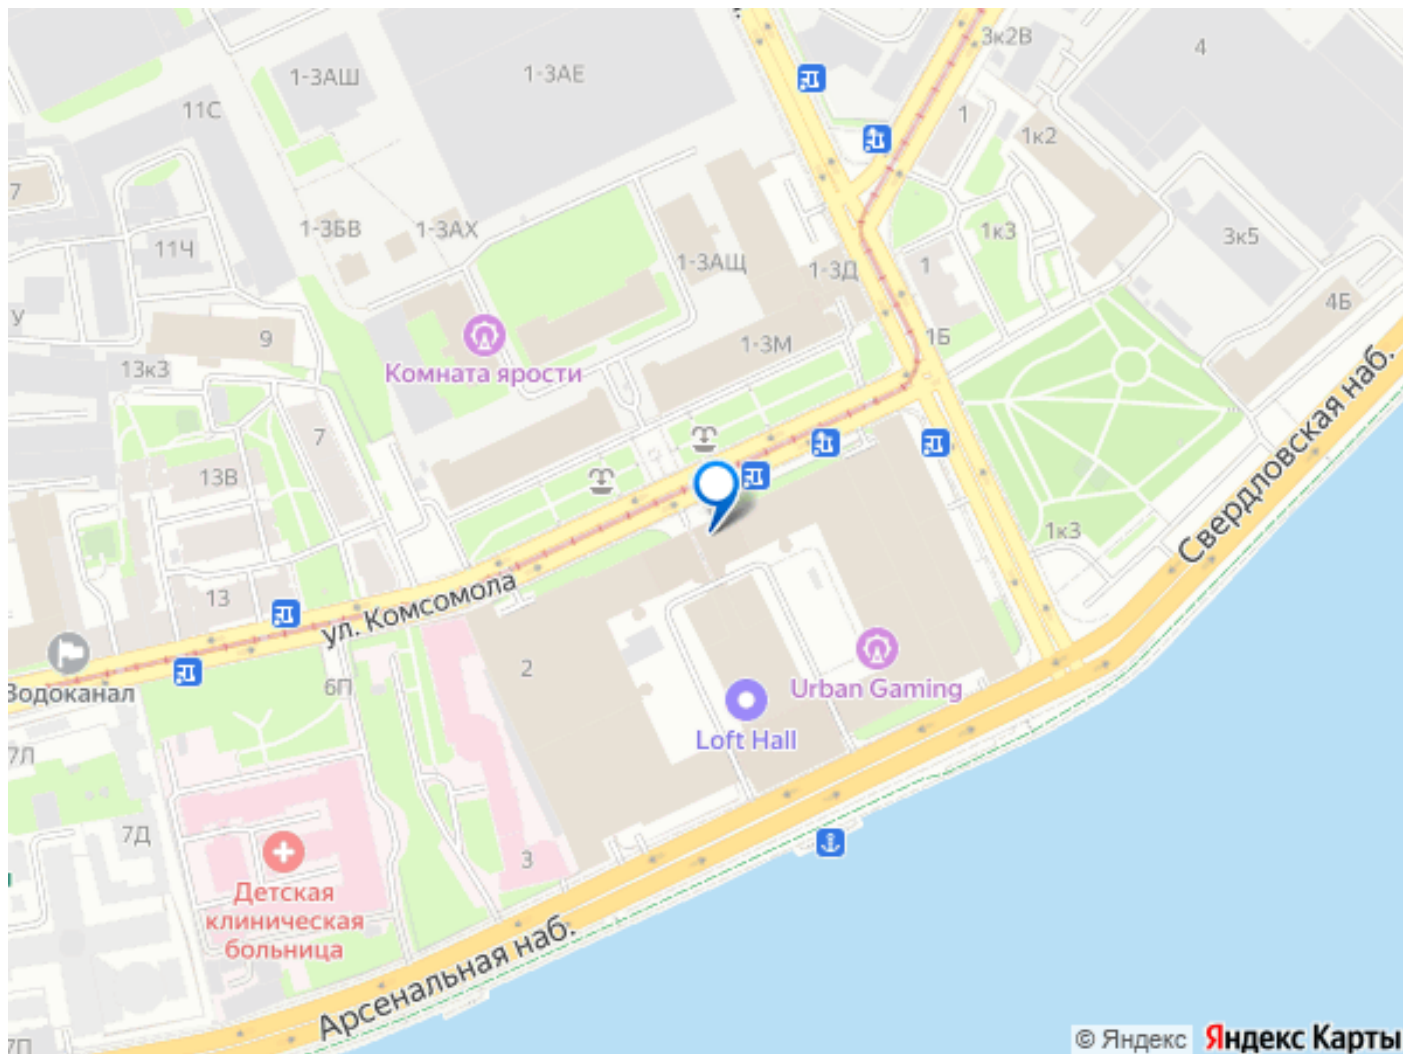 3к2В
4
1-3АШ
1-3АЕ
11С
1
1к2
7
1-3БВ
1-3АХ
11Ч
1к3
3к5
1-3АЩ
1-3Д
1
4Б
У
9
1-3М
1Б
13к3
Комната ярости
7
13В
Свердловская наб.
1к3
13
ул. Комсомола
2
6П
Водоканал
Urban Gaming
Loft Hall
7Л
7Д
3
Детская
клиническая
больница
Арсенальная наб.
7П
© Яндекс Яндекс Карты